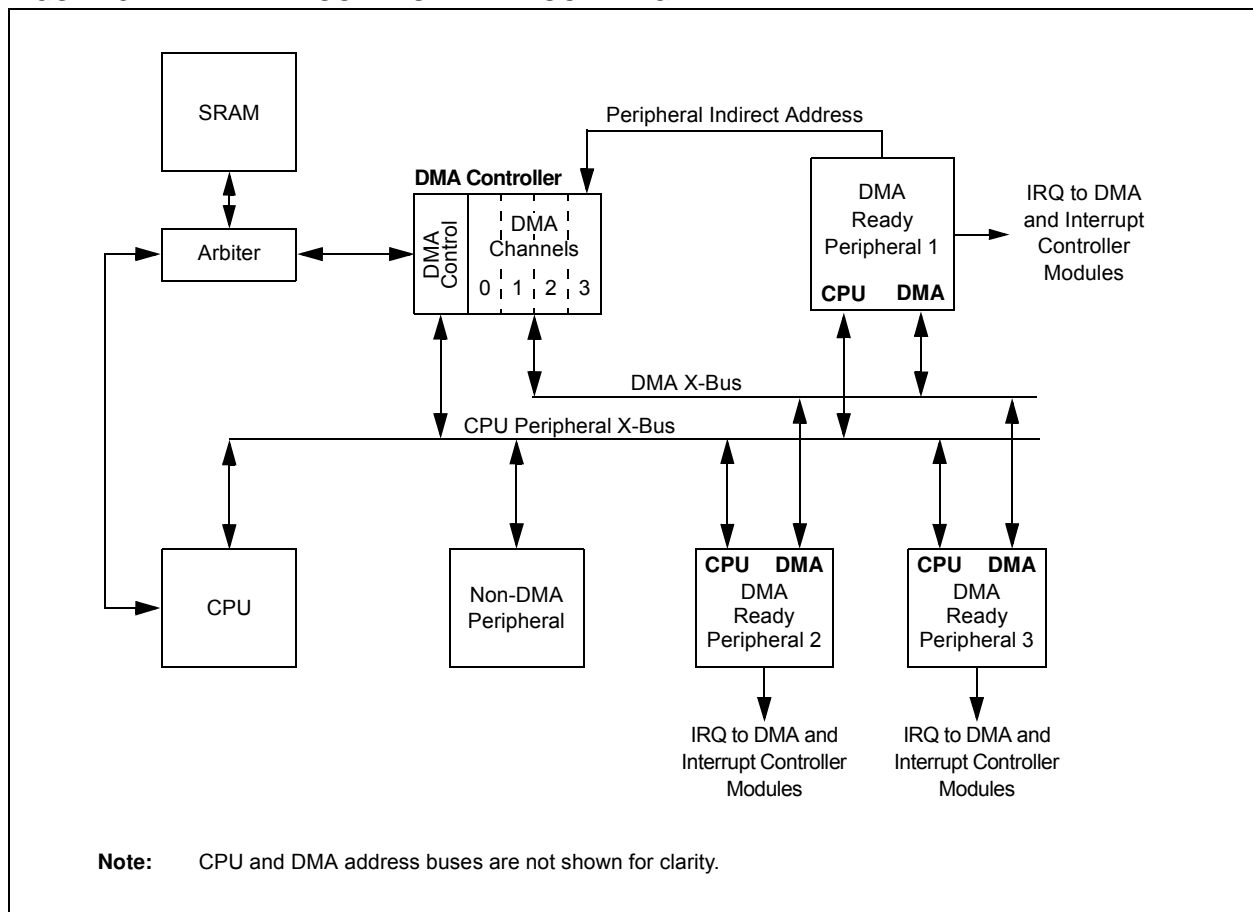 SRAM
Peripheral Indirect Address
DMA Controller
DMA
Ready
Peripheral 1
IRQ to DMA
and Interrupt
Controller
Modules
Arbiter
DMA
Control
DMA
Channels
0 1 2 3
CPU DMA
DMA X-Bus
CPU Peripheral X-Bus
CPU
Non-DMA
Peripheral
CPU DMA
DMA
Ready
Peripheral 2
CPU DMA
DMA
Ready
Peripheral 3
IRQ to DMA and
Interrupt Controller
Modules
IRQ to DMA and
Interrupt Controller
Modules
Note: CPU and DMA address buses are not shown for clarity.